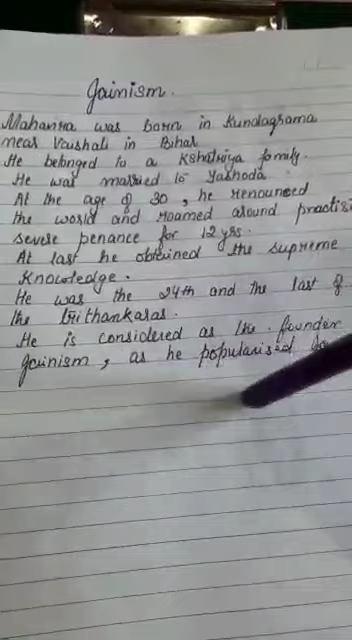 Jainism.
Mahavira was born in Kundagrama
near Vaishali in Bihar
He belonged to a Kshatriya family.
He was married to Yashoda
At the age of 30, he renounced
the world and roamed around practisi
severe penance for 12 yrs.
At last he obtained the supreme
Knowledge.
He was the 24th and the last of
the trithankaras.
He is considered as the founder
Jainism, as he popularised